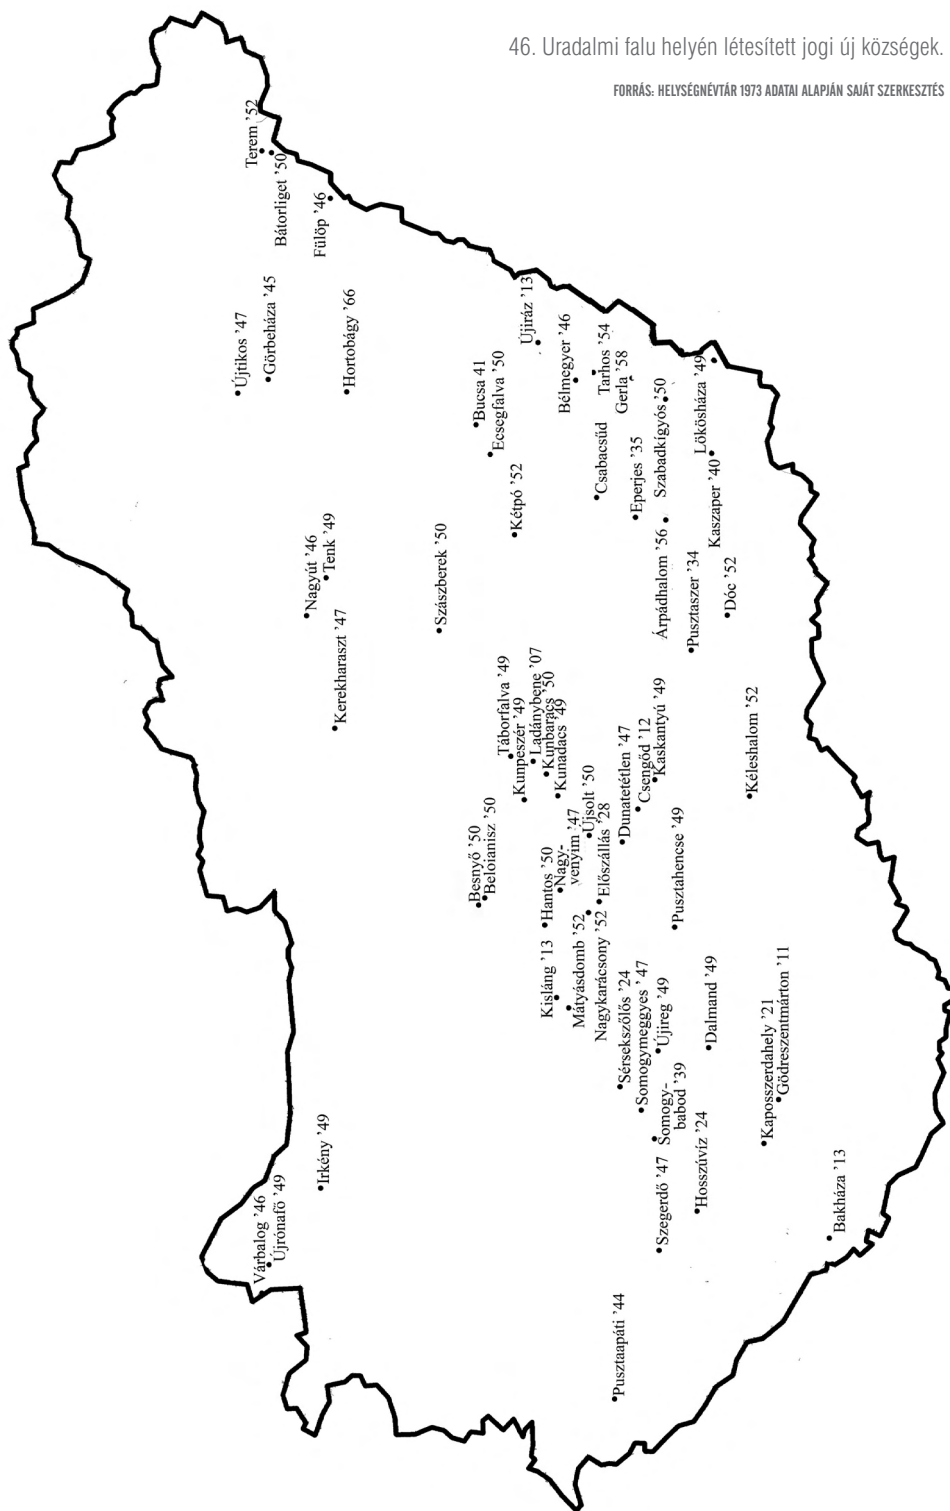 46. Uradalmi falu helyén létesített jogi új községek.
FORRÁS: HELYSÉGNÉVTÁR 1973 ADATAI ALAPJÁN SAJÁT SZERKESZTÉS
Terem '52
Bátorliget '50
Fülöp '46
Újtikos '47
Görbeháza '45
Hortobágy '66
Újiráz '13
Bucsa 41
Ecsegfalva '50
Bélmegyer '46
Tarhos '54
Gerla '58
Csabacsűd
Szabadkígyós '50
Lökösháza '49
Kétpó '52
Eperjes '35
Kaszaper '40
Árpádhalom '56
Nagyút '46
Tenk '49
Szászberek '50
Pusztaszer '34
Dóc '52
Kerekharaszt '47
Táborfalva '49
Kunpeszér '49
Ladánybene '07
Kunbaracs '50
Kunadacs '49
Újsolt '50
Dunatetétlen '47
Csengőd '12
Kaskantyú '49
Kéleshalom '52
Besnyő '50
Beloianisz '50
Hantos '50
Nagy-
venyim '47
Előszállás '28
Pusztahencse '49
Kisláng '13
Mátyásdomb '52
Nagykarácsony '52
Sérsekszőlős '24
Somogymeggyes '47
Újireg '49
Dalmand '49
Somogy-
babod '39
Kaposszerdahely '21
Gödreszentmárton '11
Irkény '49
Szegerdő '47
Hosszúvíz '24
Várbalog '46
Újrónafő '49
Bakháza '13
Pusztaapáti '44